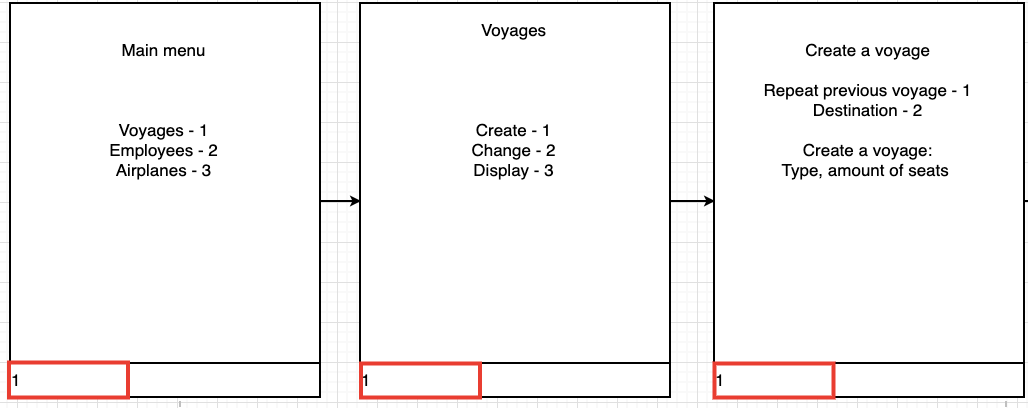 Main menu
Voyages - 1
Employees - 2
Airplanes - 3
1
Voyages
Create - 1
Change - 2
Display - 3
1
Create a voyage
Repeat previous voyage - 1
Destination - 2
Create a voyage:
Type, amount of seats
1